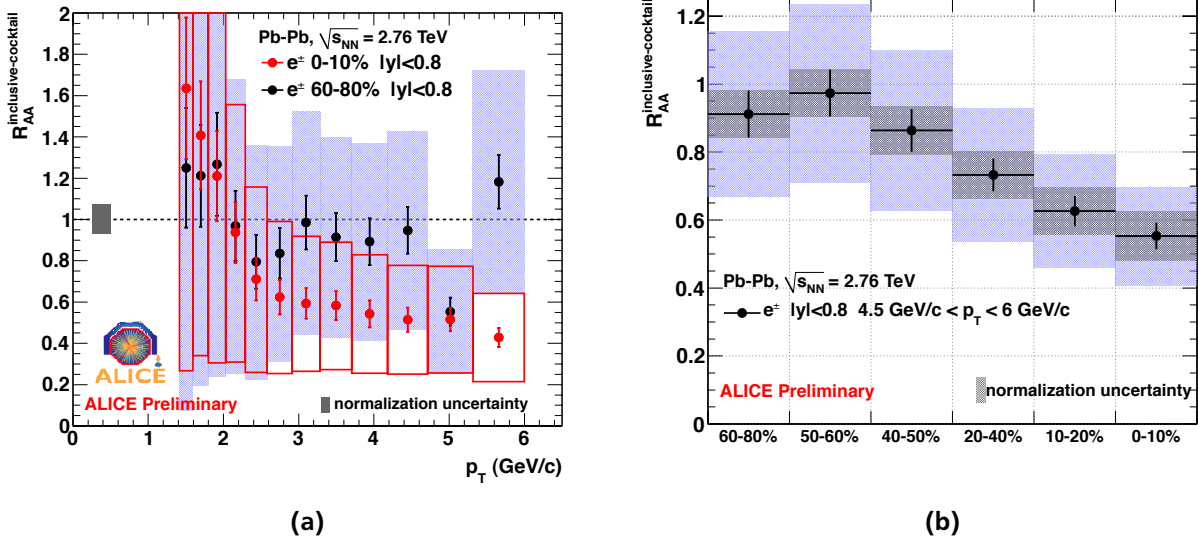 R_AA^inclusive-cocktail
2
1.8
1.6
1.4
1.2
1
0.8
0.6
0.4
0.2
0
Pb-Pb, √s_NN = 2.76 TeV
e± 0-10% |y|<0.8
e± 60-80% |y|<0.8
ALICE
ALICE Preliminary
normalization uncertainty
0 1 2 3 4 5 6
p_T (GeV/c)
(a)
R_AA^inclusive-cocktail
1.2
1
0.8
0.6
0.4
0.2
0
Pb-Pb, √s_NN = 2.76 TeV
e± |y|<0.8 4.5 GeV/c < p_T < 6 GeV/c
ALICE Preliminary
normalization uncertainty
60-80% 50-60% 40-50% 20-40% 10-20% 0-10%
(b)